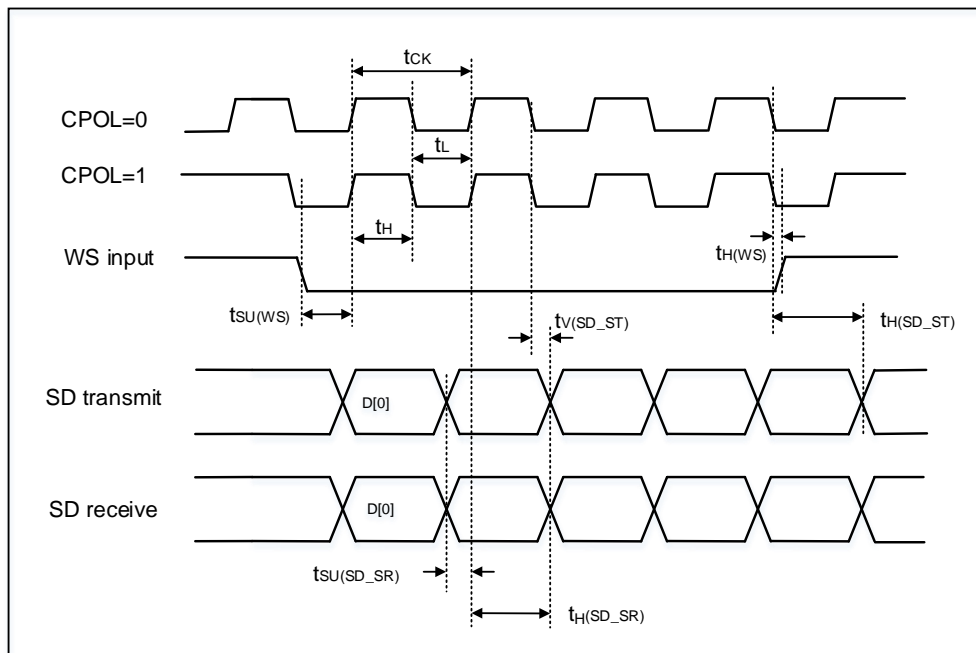 tCK
CPOL=0
tL
CPOL=1
tH
tH(WS)
WS input
tSU(WS)
tV(SD_ST)
tH(SD_ST)
SD transmit
D[0]
SD receive
D[0]
tSU(SD_SR)
tH(SD_SR)